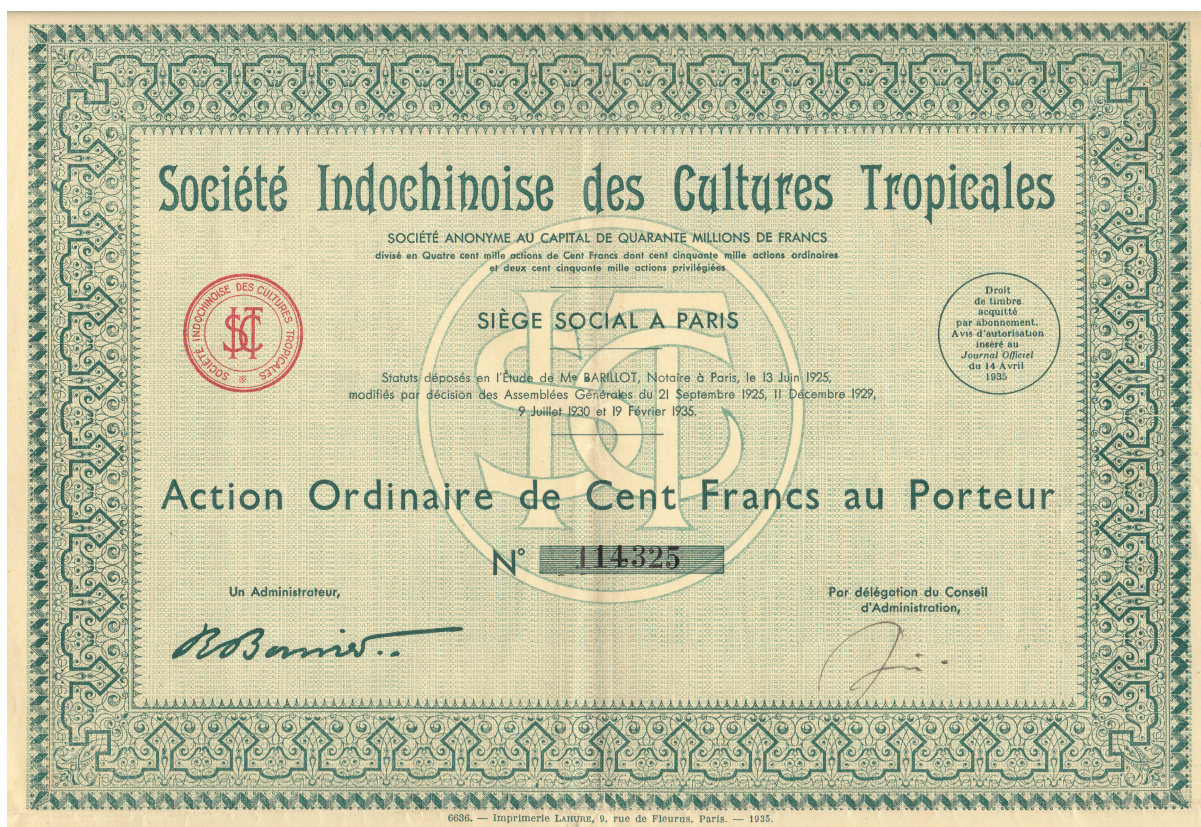 Société Indochinoise des Cultures Tropicales
SOCIÉTÉ ANONYME AU CAPITAL DE QUARANTE MILLIONS DE FRANCS
divisé en Quatre cent mille actions de Cent Francs dont cent cinquante mille actions ordinaires
et deux cent cinquante mille actions privilégiées
SOCIÉTÉ INDOCHINOISE DES CULTURES TROPICALES
SICT
Droit
de timbre
acquitté
par abonnement.
Avis d'autorisation
inséré au
Journal Officiel
du 14 Avril
1935
SIÈGE SOCIAL A PARIS
Statuts déposés en l'Étude de Me BARILLOT, Notaire à Paris, le 13 Juin 1925,
modifiés par décision des Assemblées Générales du 21 Septembre 1925, 11 Décembre 1929,
9 Juillet 1930 et 19 Février 1935.
SICT
Action Ordinaire de Cent Francs au Porteur
N° 114.325
Un Administrateur,
Par délégation du Conseil
d'Administration,
6636. — Imprimerie LAHURE, 9, rue de Fleurus, Paris. — 1935.